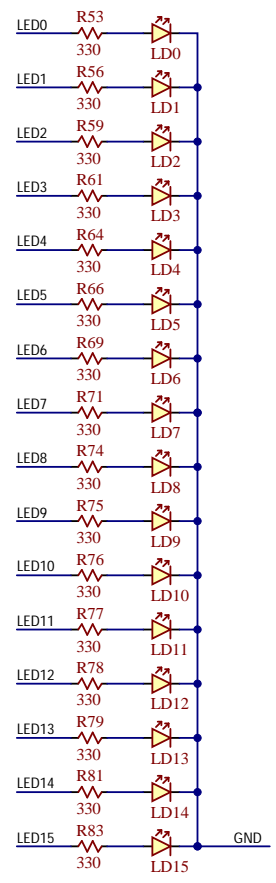 R53
LED0
330 LD0
R56
LED1
330 LD1
R59
LED2
330 LD2
R61
LED3
330 LD3
R64
LED4
330 LD4
R66
LED5
330 LD5
R69
LED6
330 LD6
R71
LED7
330 LD7
R74
LED8
330 LD8
R75
LED9
330 LD9
R76
LED10
330 LD10
R77
LED11
330 LD11
R78
LED12
330 LD12
R79
LED13
330 LD13
R81
LED14
330 LD14
R83
LED15 GND
330 LD15